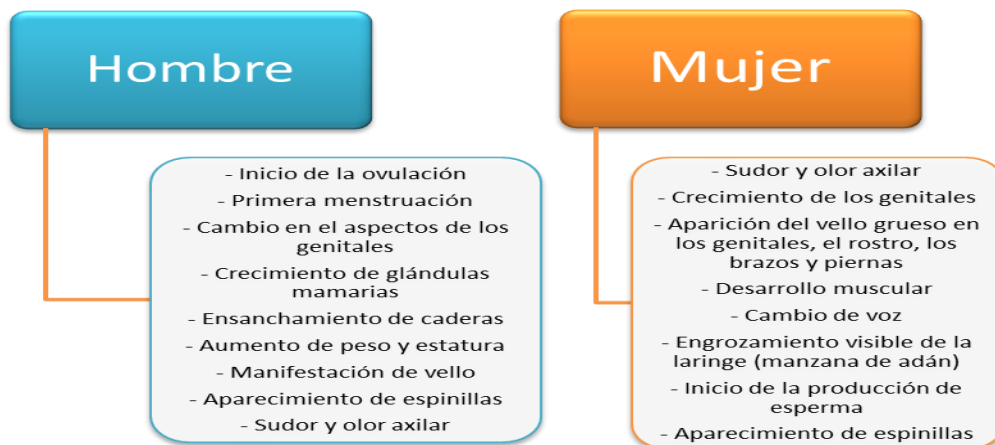 Hombre
- Inicio de la ovulación
- Primera menstruación
- Cambio en el aspectos de los
genitales
- Crecimiento de glándulas
mamarias
- Ensanchamiento de caderas
- Aumento de peso y estatura
- Manifestación de vello
- Aparecimiento de espinillas
- Sudor y olor axilar
Mujer
- Sudor y olor axilar
- Crecimiento de los genitales
- Aparición del vello grueso en
los genitales, el rostro, los
brazos y piernas
- Desarrollo muscular
- Cambio de voz
- Engrozamiento visible de la
laringe (manzana de adán)
- Inicio de la producción de
esperma
- Aparecimiento de espinillas